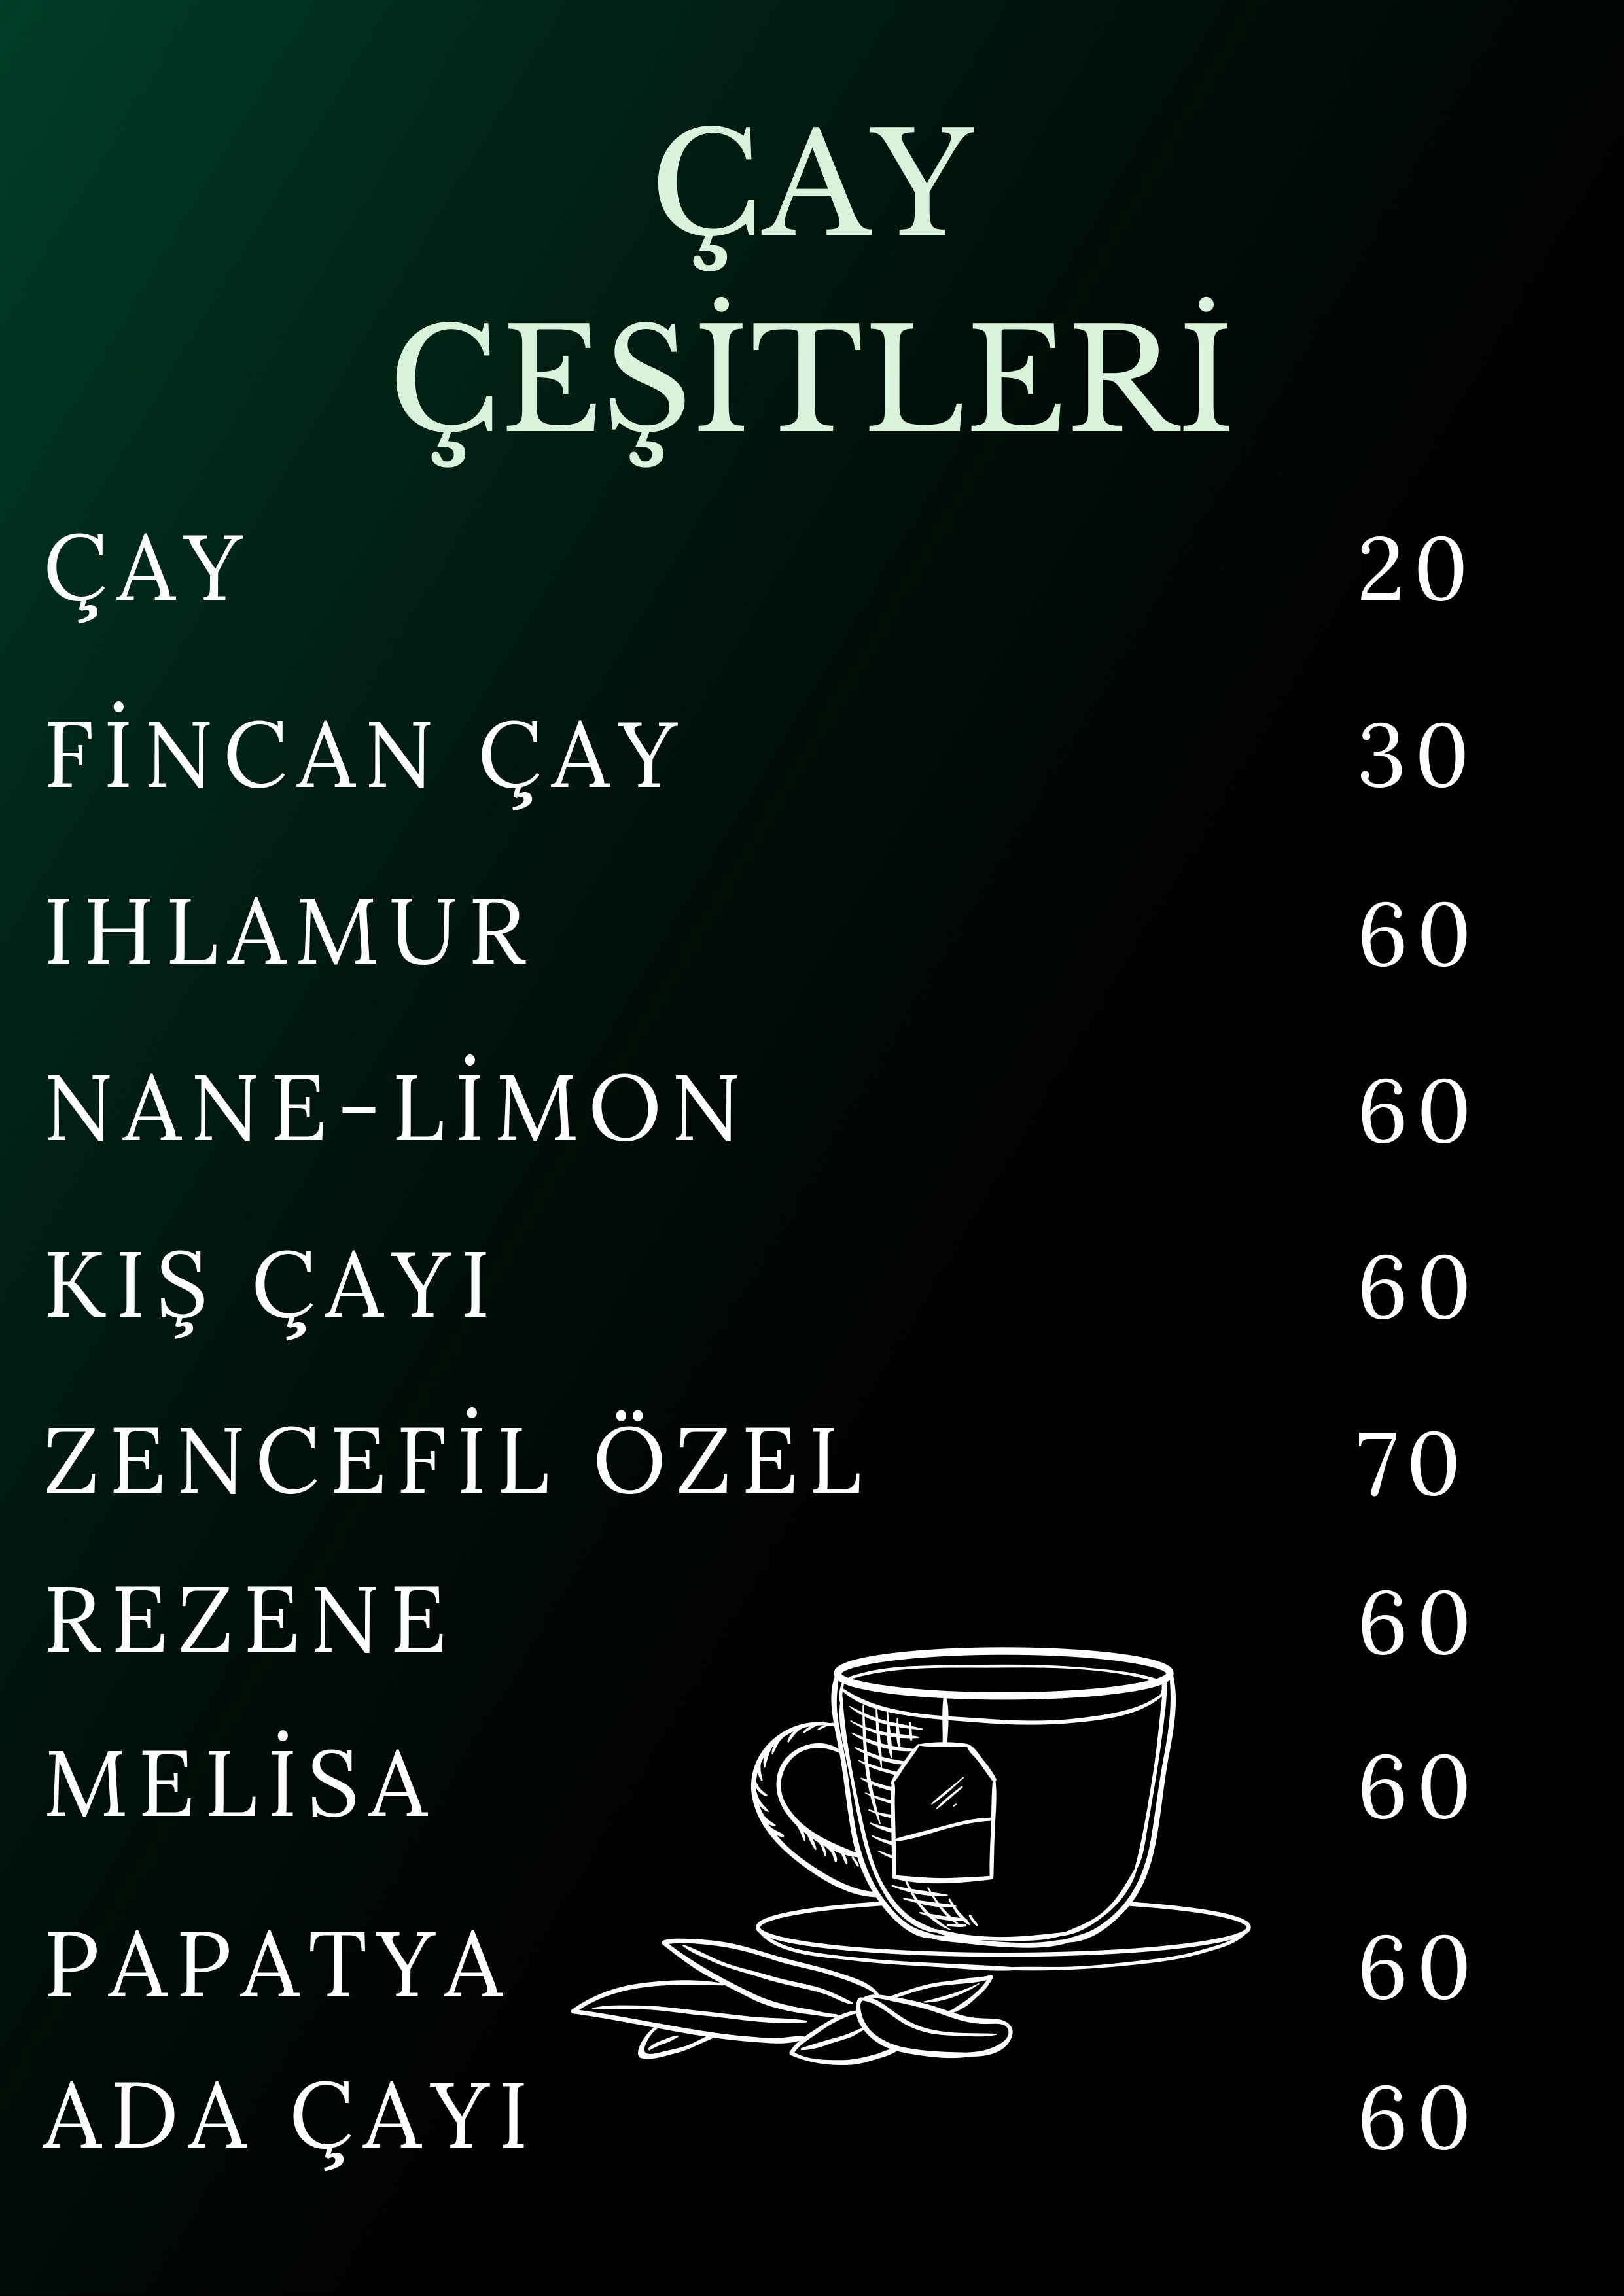 ÇAY
ÇEŞİTLERİ
ÇAY 20
FİNCAN ÇAY 30
IHLAMUR 60
NANE-LİMON 60
KIŞ ÇAYI 60
ZENCEFİL ÖZEL 70
REZENE 60
MELİSA 60
PAPATYA 60
ADA ÇAYI 60